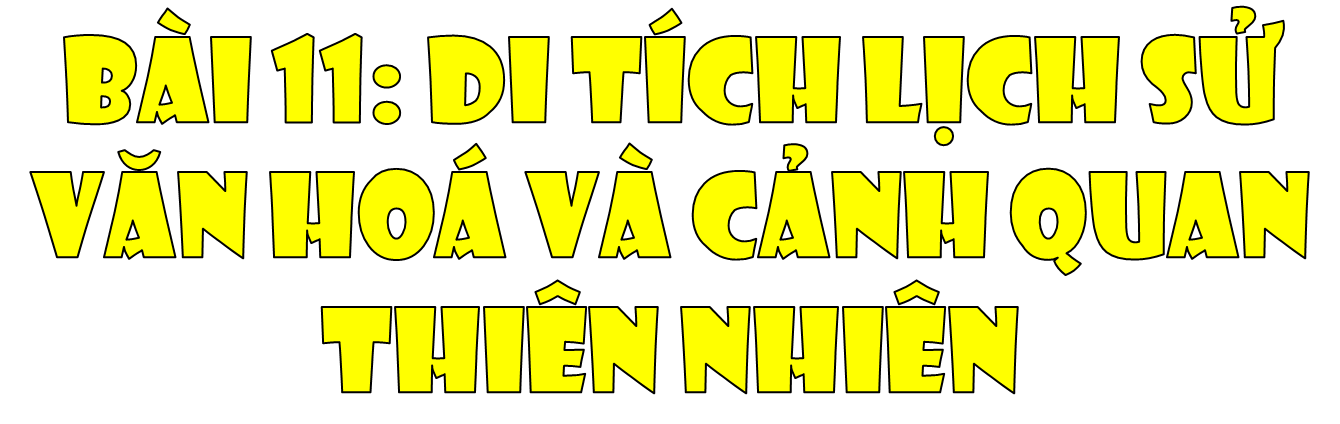 BÀI 11: DI TÍCH LỊCH SỬ
VĂN HOÁ VÀ CẢNH QUAN
THIÊN NHIÊN